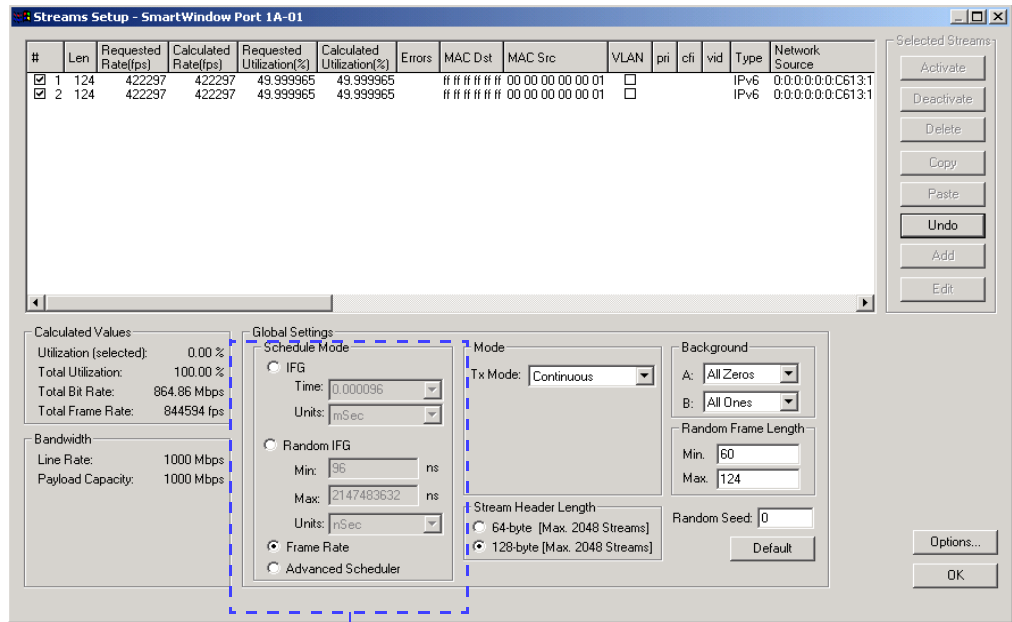 Streams Setup - SmartWindow Port 1A-01
# Len Requested Rate(fps) Calculated Rate(fps) Requested Utilization(%) Calculated Utilization(%) Errors MAC Dst MAC Src VLAN pri cfi vid Type Network Source
1 124 422297 422297 49.999965 49.999965 ff ff ff ff ff ff 00 00 00 00 00 01 IPv6 0:0:0:0:0:0:C613:1
2 124 422297 422297 49.999965 49.999965 ff ff ff ff ff ff 00 00 00 00 00 01 IPv6 0:0:0:0:0:0:C613:1
Selected Streams
Activate
Deactivate
Delete
Copy
Paste
Undo
Add
Edit
Calculated Values
Utilization (selected): 0.00 %
Total Utilization: 100.00 %
Total Bit Rate: 864.86 Mbps
Total Frame Rate: 844594 fps
Bandwidth
Line Rate: 1000 Mbps
Payload Capacity: 1000 Mbps
Global Settings
Schedule Mode
IFG
Time: 0.000096
Units: mSec
Random IFG
Min: 96 ns
Max: 2147483632 ns
Units: nSec
Frame Rate
Advanced Scheduler
Mode
Tx Mode: Continuous
Stream Header Length
64-byte [Max. 2048 Streams]
128-byte [Max. 2048 Streams]
Background
A: All Zeros
B: All Ones
Random Frame Length
Min. 60
Max. 124
Random Seed: 0
Default
Options...
OK